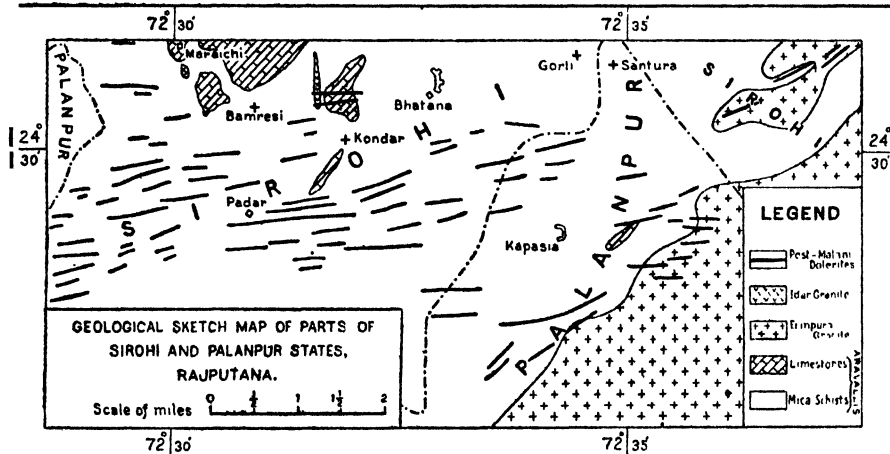 72° 30'
72° 35'
PALANPUR
Maraichi
Bamresi
Bhatana
Gorli
Santura
SIROHI
24° 30'
24° 30'
Kondar
SIROHI
Padar
Kapasia
PALANPUR
LEGEND
Post-Malani
Dolerites
Idar Granite
Erinpura
Granite
Limestones
Mica Schists
ARAVALLIS
GEOLOGICAL SKETCH MAP OF PARTS OF
SIROHI AND PALANPUR STATES,
RAJPUTANA.
Scale of miles 0 ½ 1 1½ 2
72° 30'
72° 35'